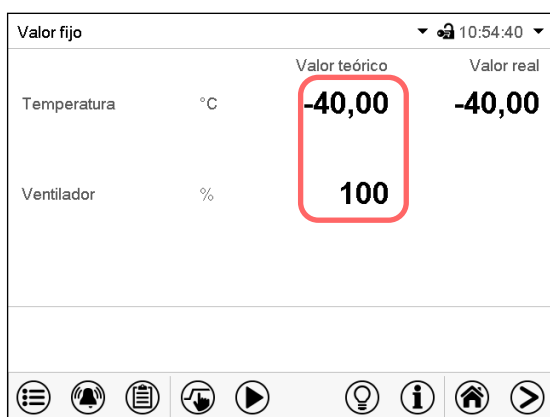 Valor fijo 10:54:40
Valor teórico Valor real
Temperatura °C -40,00 -40,00
Ventilador % 100